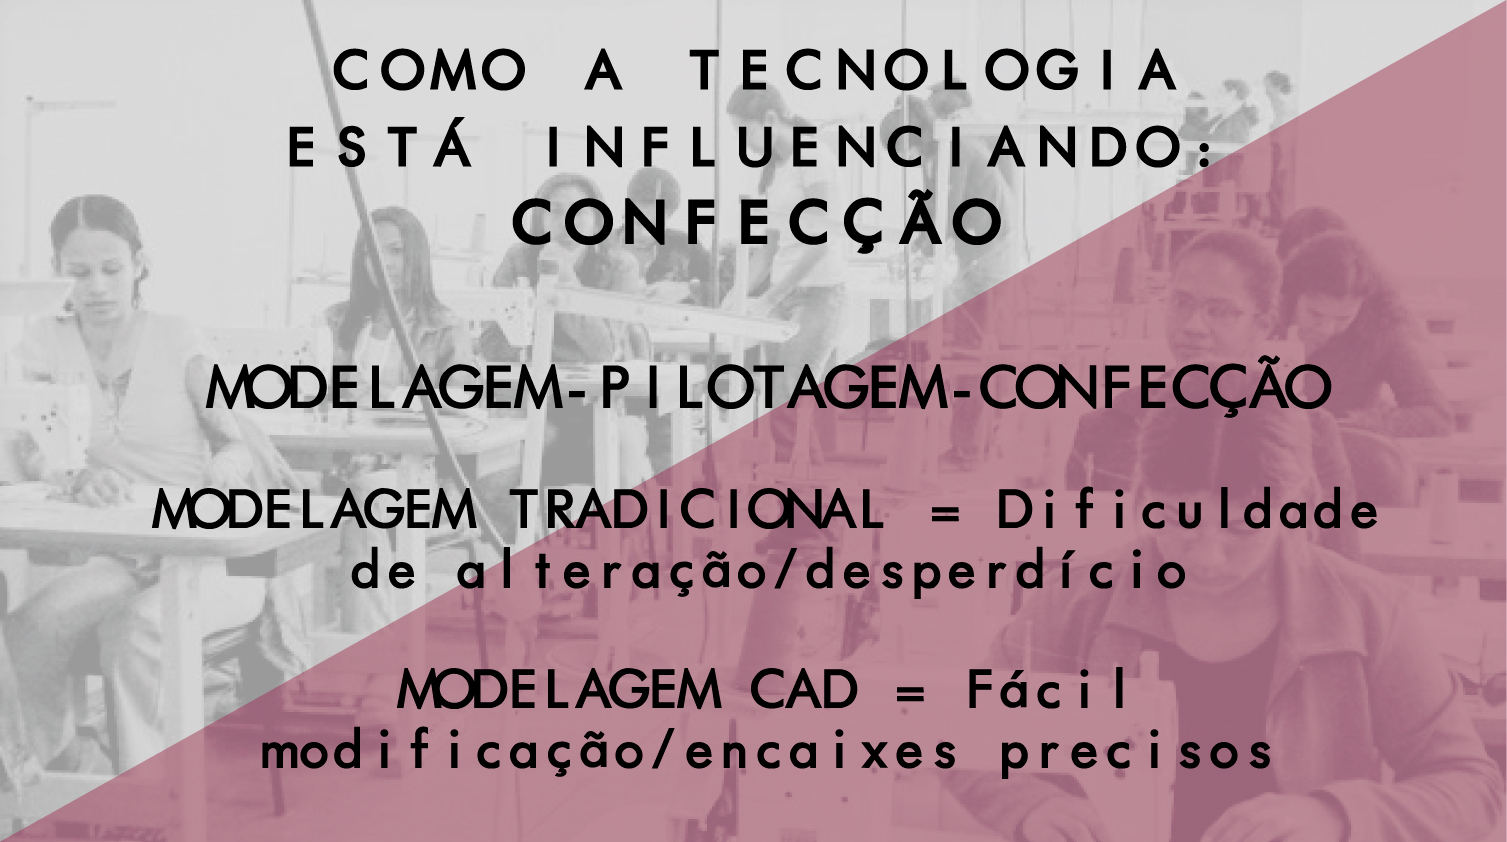 COMO A TECNOLOGIA
ESTÁ INFLUENCIANDO:
CONFECÇÃO
MODELAGEM-PILOTAGEM-CONFECÇÃO
MODELAGEM TRADICIONAL = Dificuldade
de alteração/desperdício
MODELAGEM CAD = Fácil
modificação/encaixes precisos